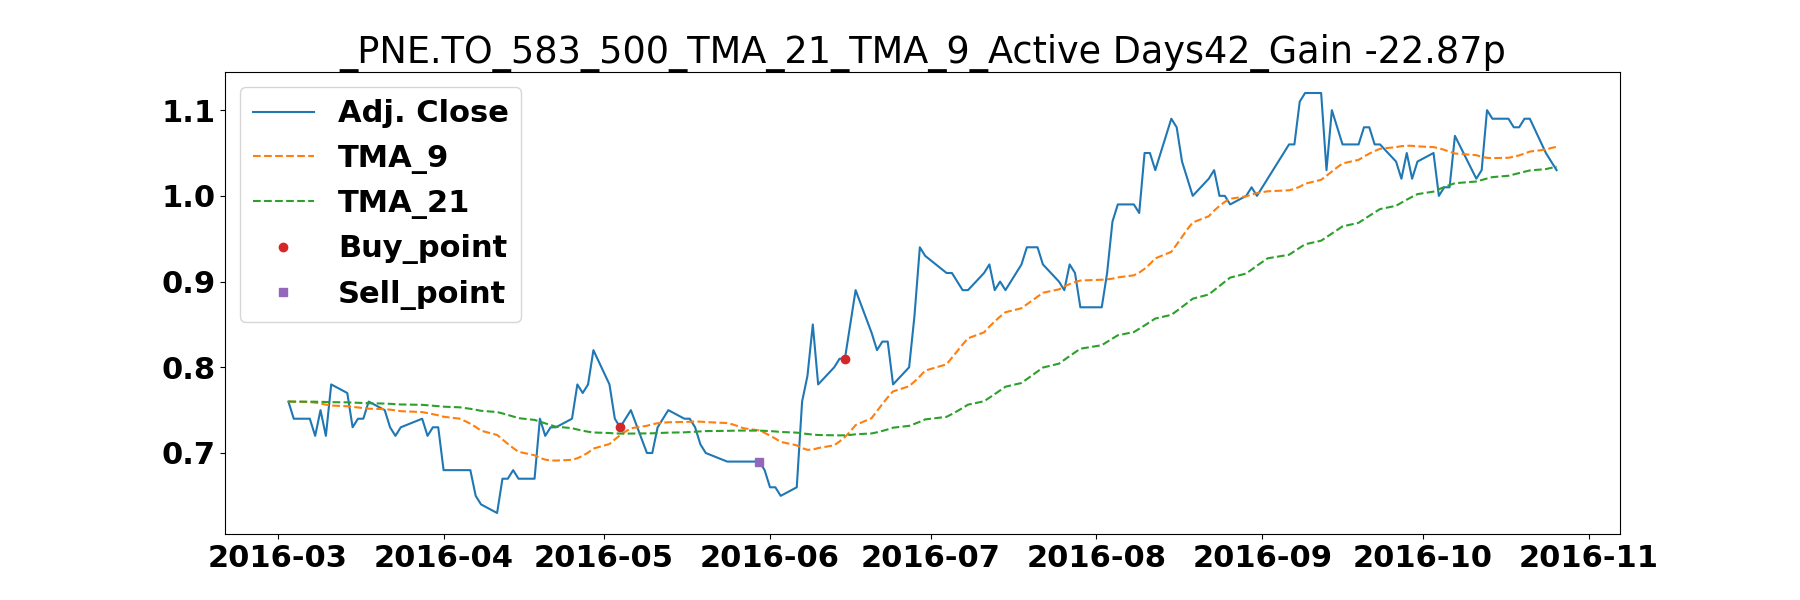 _PNE.TO_583_500_TMA_21_TMA_9_Active Days42_Gain -22.87p
Adj. Close
TMA_9
TMA_21
Buy_point
Sell_point
1.1
1.0
0.9
0.8
0.7
2016-03 2016-04 2016-05 2016-06 2016-07 2016-08 2016-09 2016-10 2016-11